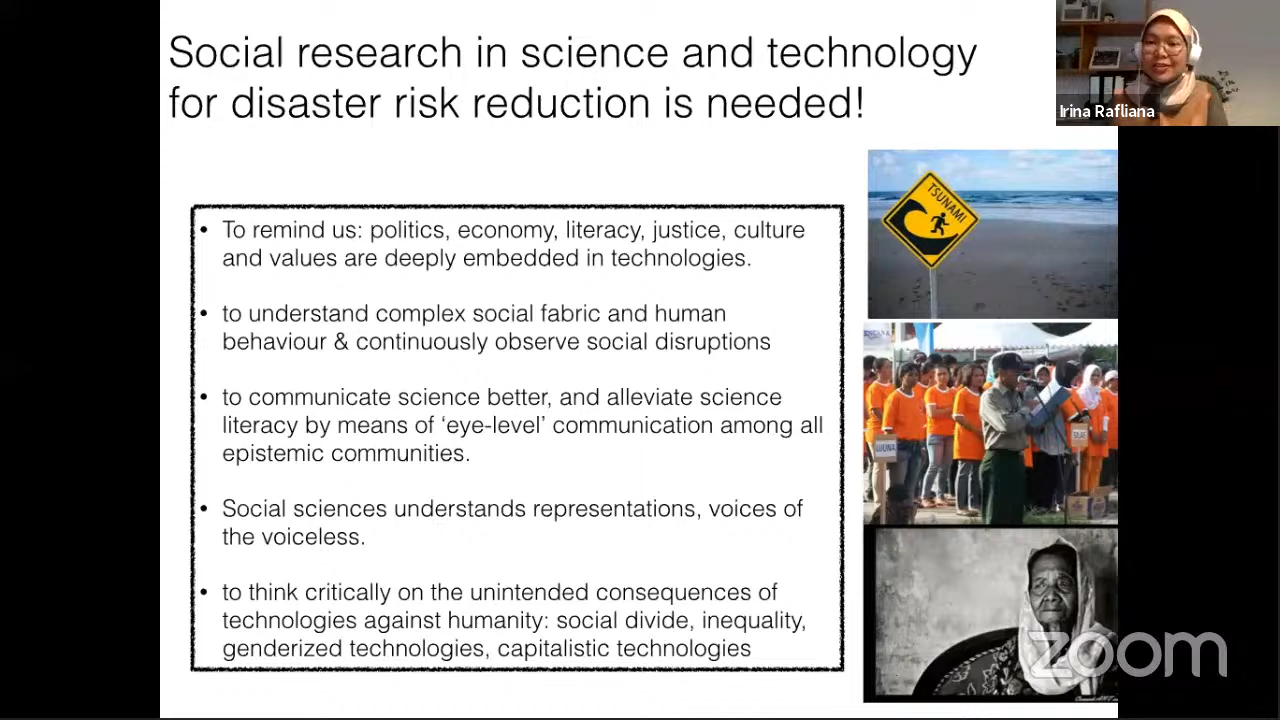 Social research in science and technology
for disaster risk reduction is needed!
Irina Rafliana
• To remind us: politics, economy, literacy, justice, culture
and values are deeply embedded in technologies.
• to understand complex social fabric and human
behaviour & continuously observe social disruptions
• to communicate science better, and alleviate science
literacy by means of ‘eye-level’ communication among all
epistemic communities.
• Social sciences understands representations, voices of
the voiceless.
• to think critically on the unintended consequences of
technologies against humanity: social divide, inequality,
genderized technologies, capitalistic technologies
TSUNAMI
zoom